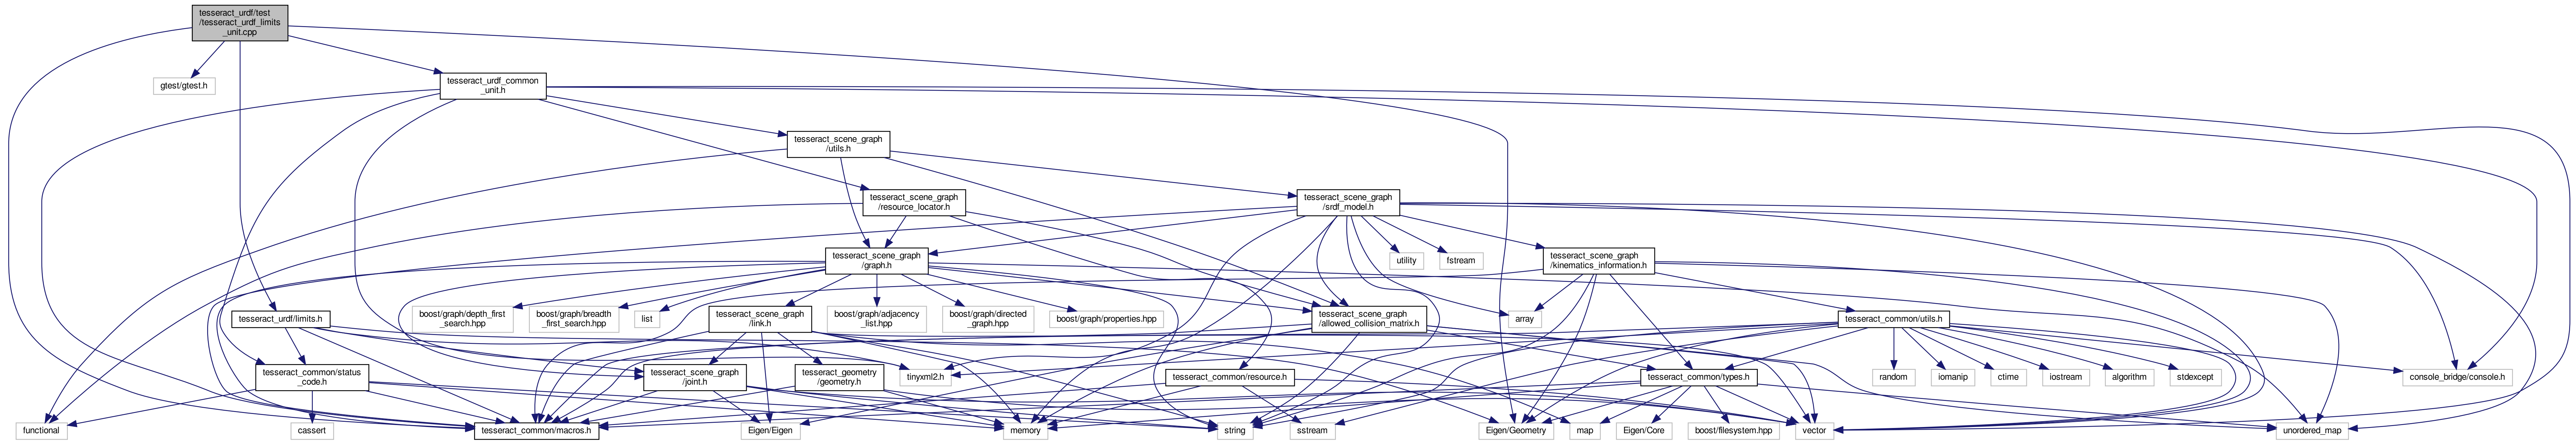 tesseract_urdf/test
/tesseract_urdf_limits
_unit.cpp
gtest/gtest.h
tesseract_urdf_common
_unit.h
tesseract_scene_graph
/utils.h
tesseract_scene_graph
/resource_locator.h
tesseract_scene_graph
/srdf_model.h
tesseract_scene_graph
/graph.h
utility
fstream
tesseract_scene_graph
/kinematics_information.h
tesseract_urdf/limits.h
boost/graph/depth_first
_search.hpp
boost/graph/breadth
_first_search.hpp
list
tesseract_scene_graph
/link.h
boost/graph/adjacency
_list.hpp
boost/graph/directed
_graph.hpp
boost/graph/properties.hpp
tesseract_scene_graph
/allowed_collision_matrix.h
array
tesseract_common/utils.h
tesseract_common/status
_code.h
tesseract_scene_graph
/joint.h
tesseract_geometry
/geometry.h
tinyxml2.h
tesseract_common/resource.h
tesseract_common/types.h
random
iomanip
ctime
iostream
algorithm
stdexcept
console_bridge/console.h
functional
cassert
tesseract_common/macros.h
Eigen/Eigen
memory
string
sstream
Eigen/Geometry
map
Eigen/Core
boost/filesystem.hpp
vector
unordered_map